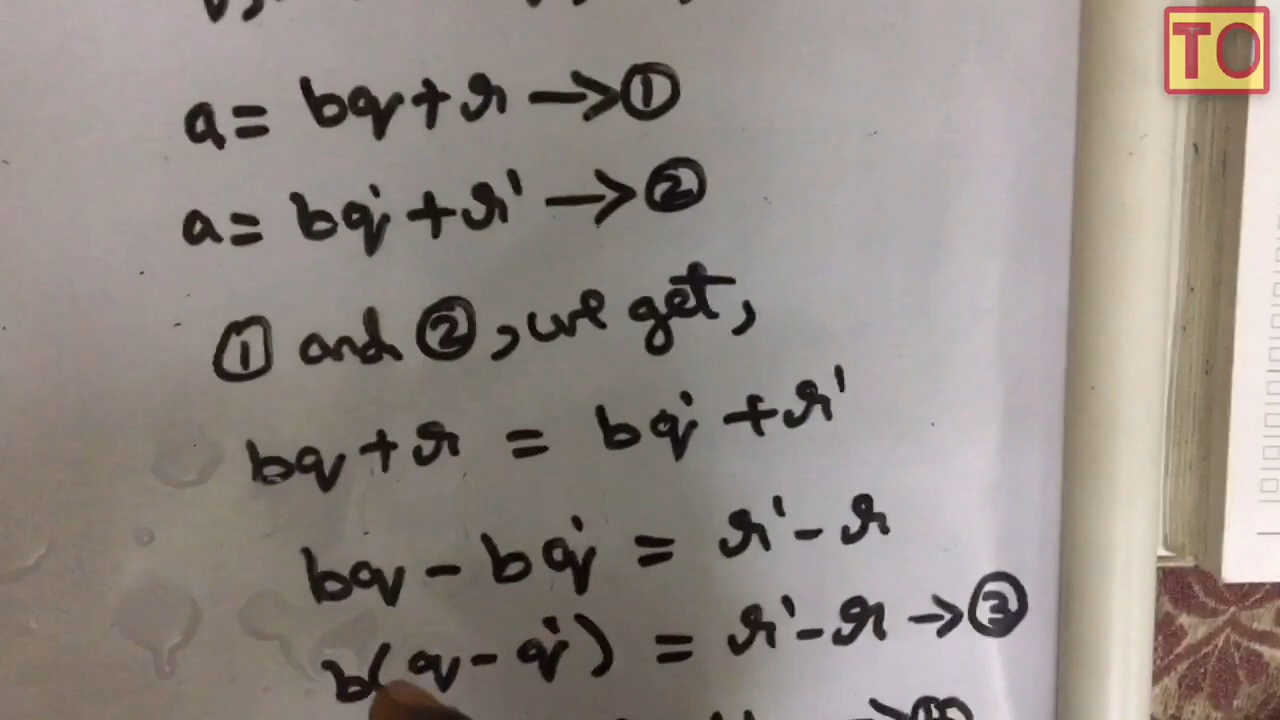 TO
a = bq + r → ①
a = bq' + r' → ②
① and ②, we get,
bq + r = bq' + r'
bq - bq' = r' - r
b(q - q') = r' - r → ③